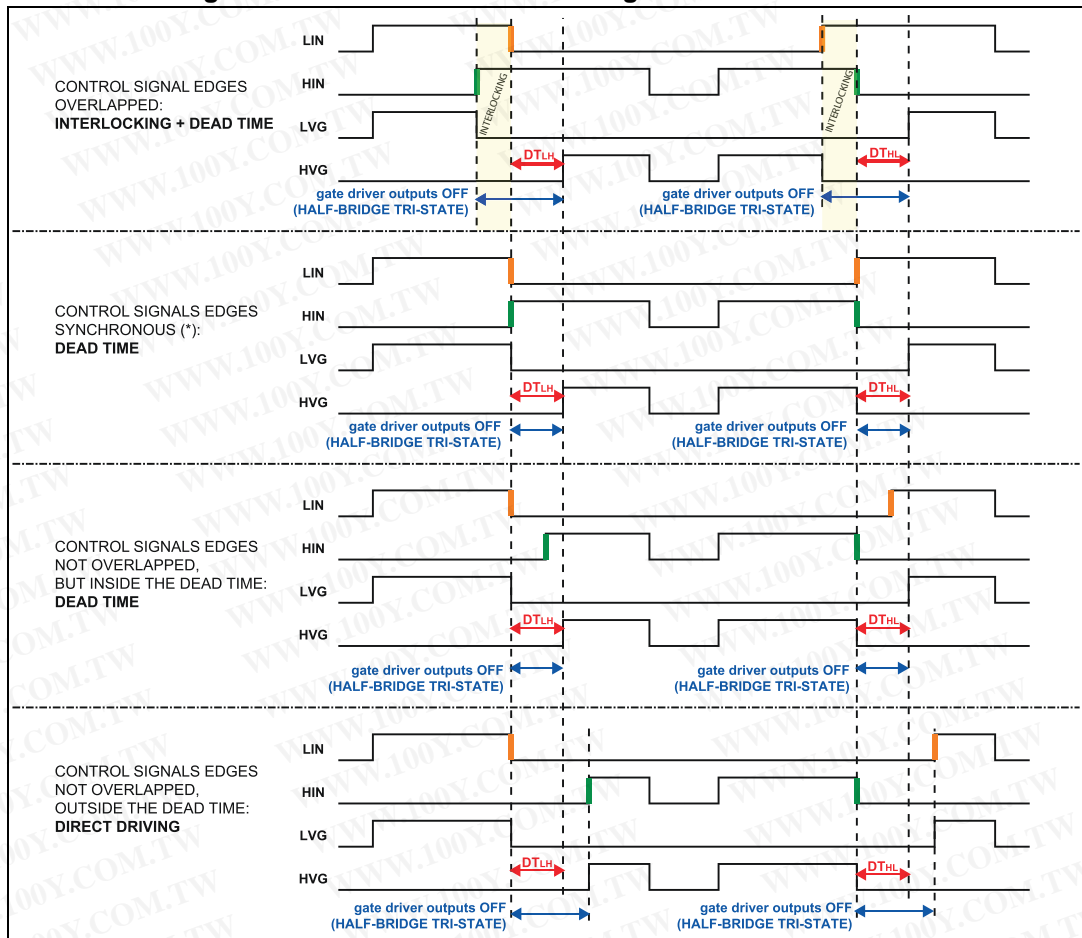 LIN
HIN
CONTROL SIGNAL EDGES
OVERLAPPED:
INTERLOCKING + DEAD TIME
INTERLOCKING
INTERLOCKING
LVG
DTLH
DTHL
HVG
gate driver outputs OFF
(HALF-BRIDGE TRI-STATE)
gate driver outputs OFF
(HALF-BRIDGE TRI-STATE)
LIN
CONTROL SIGNALS EDGES
SYNCHRONOUS (*):
DEAD TIME
HIN
LVG
DTLH
DTHL
HVG
gate driver outputs OFF
(HALF-BRIDGE TRI-STATE)
gate driver outputs OFF
(HALF-BRIDGE TRI-STATE)
LIN
CONTROL SIGNALS EDGES
NOT OVERLAPPED,
BUT INSIDE THE DEAD TIME:
DEAD TIME
HIN
LVG
DTLH
DTHL
HVG
gate driver outputs OFF
(HALF-BRIDGE TRI-STATE)
gate driver outputs OFF
(HALF-BRIDGE TRI-STATE)
LIN
CONTROL SIGNALS EDGES
NOT OVERLAPPED,
OUTSIDE THE DEAD TIME:
DIRECT DRIVING
HIN
LVG
DTLH
DTHL
HVG
gate driver outputs OFF
(HALF-BRIDGE TRI-STATE)
gate driver outputs OFF
(HALF-BRIDGE TRI-STATE)
WWW.100Y.COM.TW